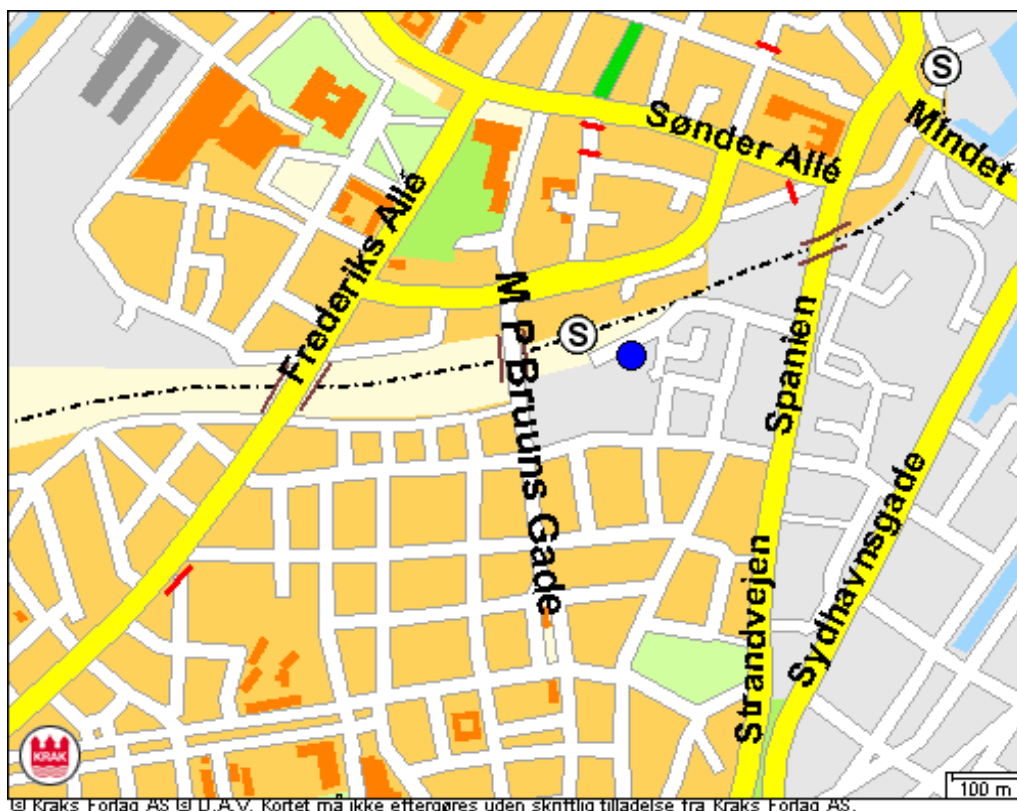 S
Sønder Allé
Mindet
Frederiks Allé
M P Bruuns Gade
S
Spanien
Sydhavnsgade
Strandvejen
KRAK
100 m
© Kraks Forlag AS © D.A.V. Kortet må ikke eftergøres uden skriftlig tilladelse fra Kraks Forlag AS.